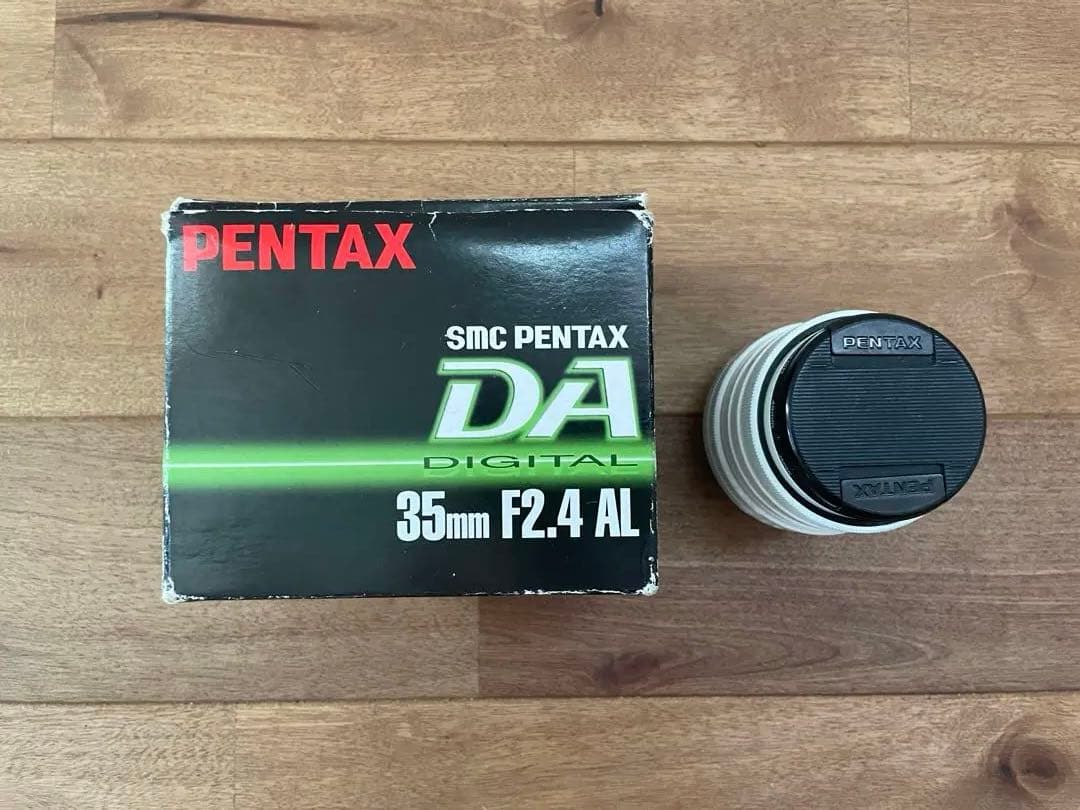 PENTAX
smc PENTAX
DA
DIGITAL
35mm F2.4 AL
PENTAX
PENTAX